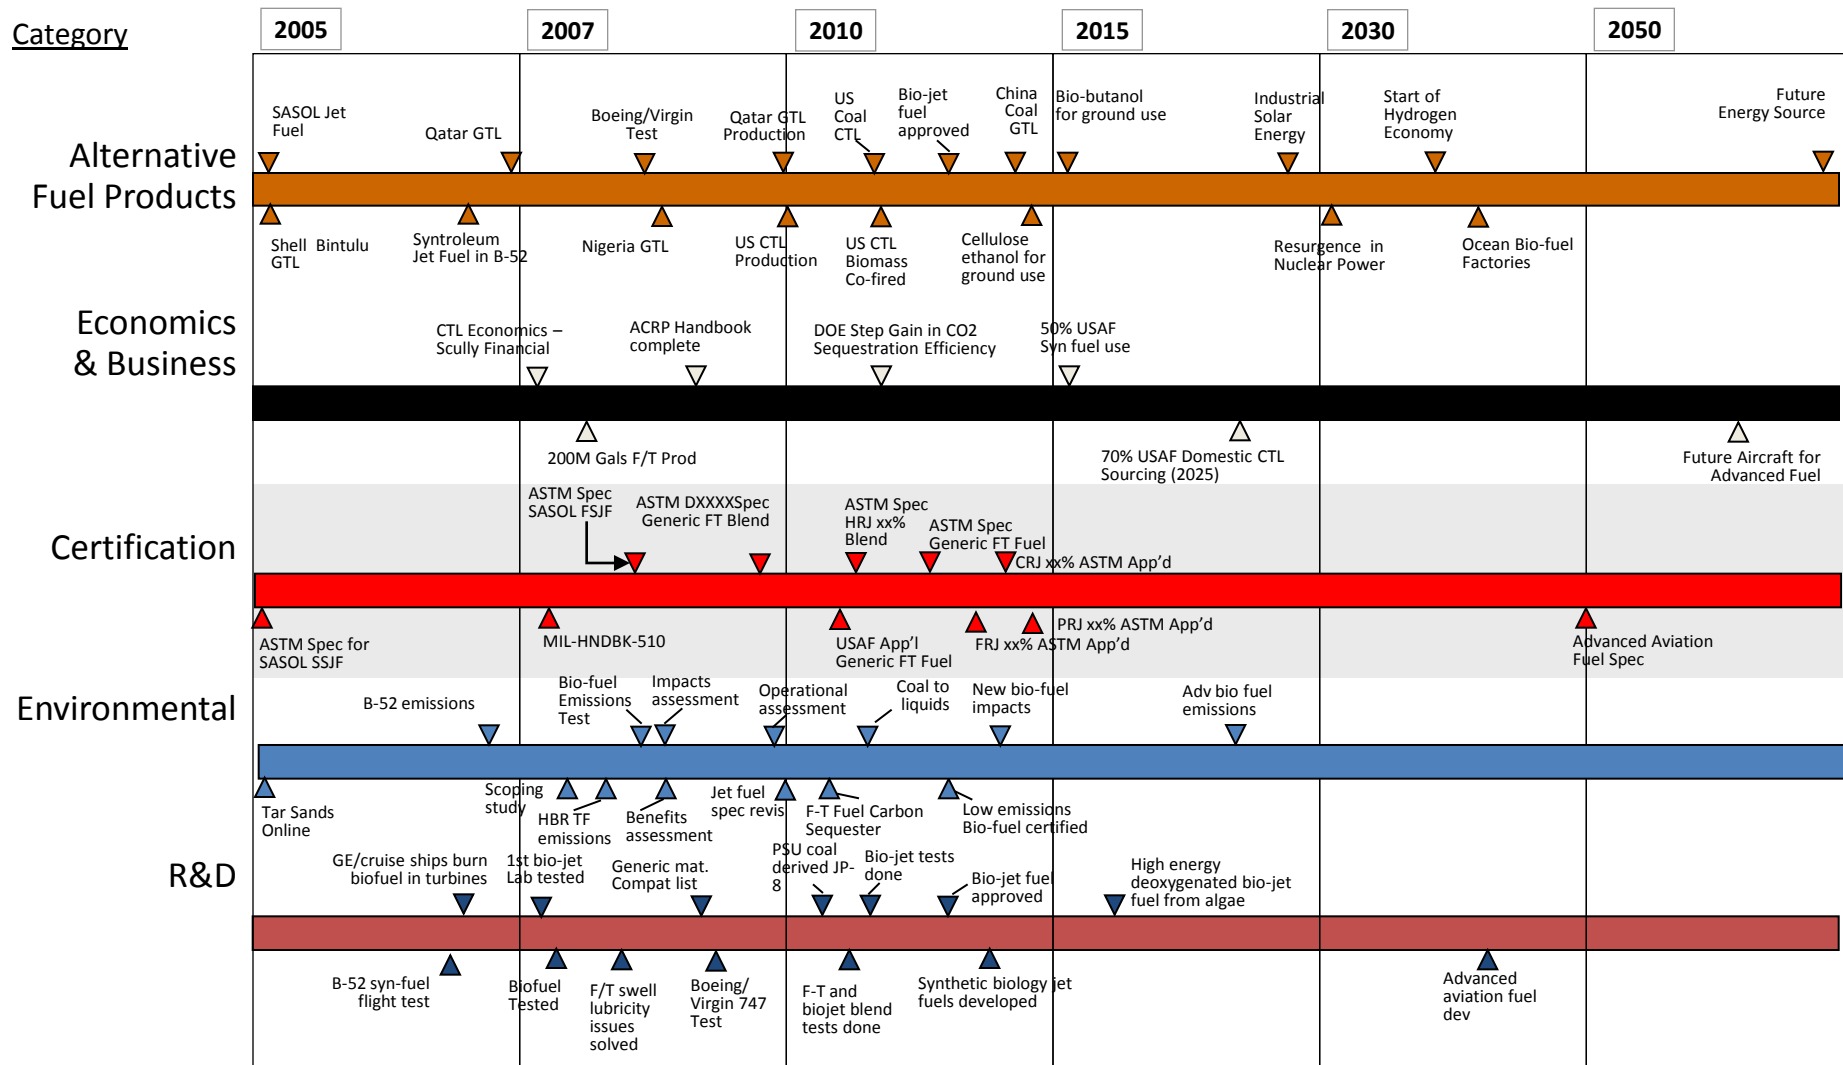 Category
2005
2007
2010
2015
2030
2050
Alternative
Fuel Products
SASOL Jet
Fuel
Qatar GTL
Boeing/Virgin
Test
Qatar GTL
Production
US
Coal
CTL
Bio-jet
fuel
approved
China
Coal
GTL
Bio-butanol
for ground use
Industrial
Solar
Energy
Start of
Hydrogen
Economy
Future
Energy Source
Shell Bintulu
GTL
Syntroleum
Jet Fuel in B-52
Nigeria GTL
US CTL
Production
US CTL
Biomass
Co-fired
Cellulose
ethanol for
ground use
Resurgence in
Nuclear Power
Ocean Bio-fuel
Factories
Economics
& Business
CTL Economics –
Scully Financial
ACRP Handbook
complete
DOE Step Gain in CO2
Sequestration Efficiency
50% USAF
Syn fuel use
200M Gals F/T Prod
70% USAF Domestic CTL
Sourcing (2025)
Future Aircraft for
Advanced Fuel
Certification
ASTM Spec
SASOL FSJF
ASTM DXXXXSpec
Generic FT Blend
ASTM Spec
HRJ xx%
Blend
ASTM Spec
Generic FT Fuel
CRJ xx% ASTM App'd
ASTM Spec for
SASOL SSJF
MIL-HNDBK-510
USAF App'l
Generic FT Fuel
FRJ xx% ASTM App'd
PRJ xx% ASTM App'd
Advanced Aviation
Fuel Spec
Environmental
B-52 emissions
Bio-fuel
Emissions
Test
Impacts
assessment
Operational
assessment
Coal to
liquids
New bio-fuel
impacts
Adv bio fuel
emissions
Tar Sands
Online
Scoping
study
HBR TF
emissions
Benefits
assessment
Jet fuel
spec revis
F-T Fuel Carbon
Sequester
Low emissions
Bio-fuel certified
R&D
GE/cruise ships burn
biofuel in turbines
1st bio-jet
Lab tested
Generic mat.
Compat list
PSU coal
derived JP-
8
Bio-jet tests
done
Bio-jet fuel
approved
High energy
deoxygenated bio-jet
fuel from algae
B-52 syn-fuel
flight test
Biofuel
Tested
F/T swell
lubricity
issues
solved
Boeing/
Virgin 747
Test
F-T and
biojet blend
tests done
Synthetic biology jet
fuels developed
Advanced
aviation fuel
dev